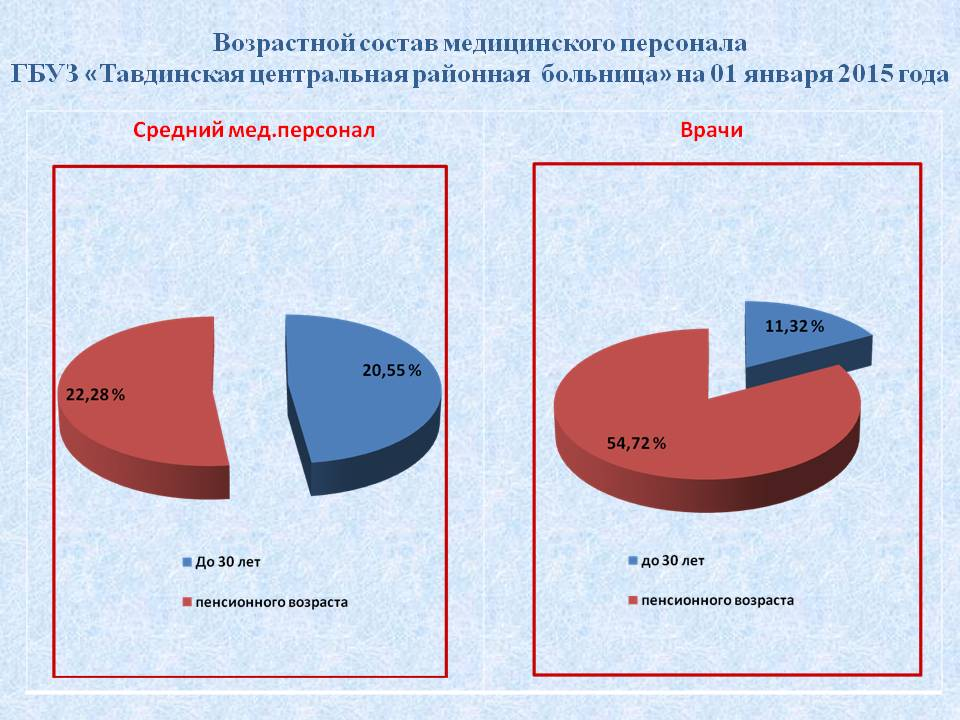 Возрастной состав медицинского персонала
ГБУЗ «Тавдинская центральная районная больница» на 01 января 2015 года
Средний мед.персонал
22,28 %
20,55 %
До 30 лет
пенсионного возраста
Врачи
11,32 %
54,72 %
до 30 лет
пенсионного возраста